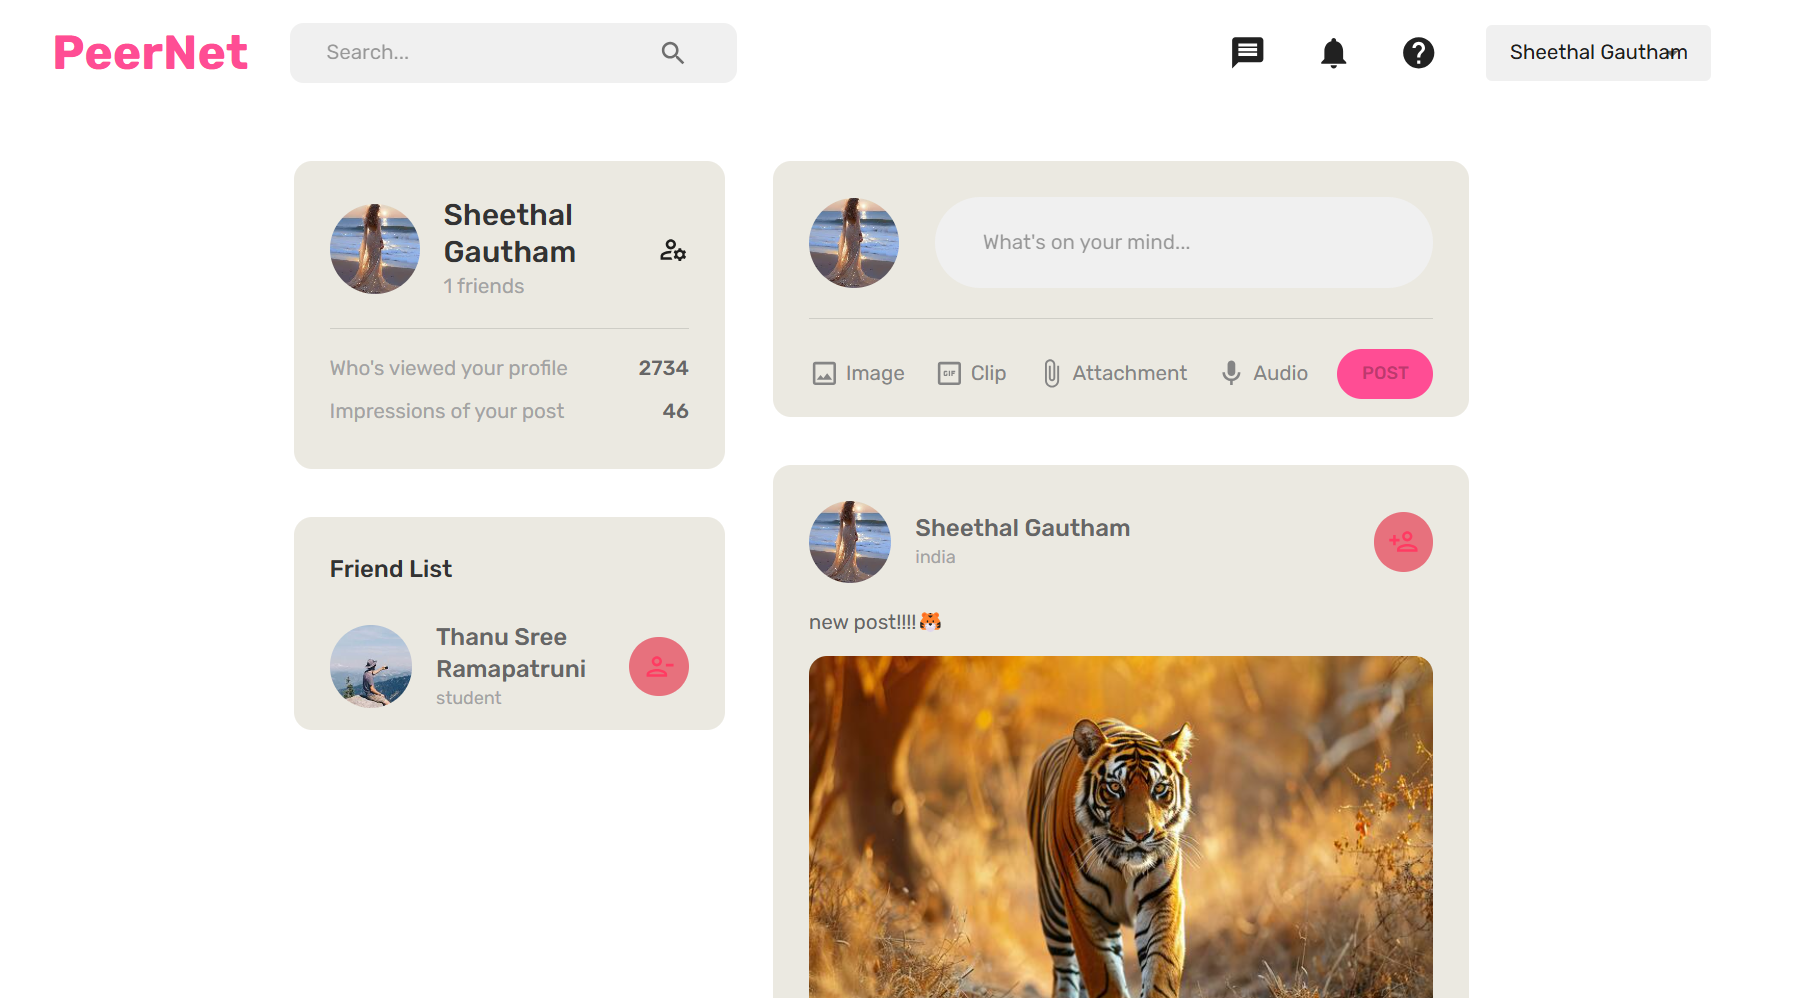 PeerNet
Search...
Sheethal Gautham
Sheethal
Gautham
1 friends
Who's viewed your profile 2734
Impressions of your post 46
Friend List
Thanu Sree
Ramapatruni
student
What's on your mind...
Image GIF Clip Attachment Audio POST
Sheethal Gautham
india
new post!!!!🐯